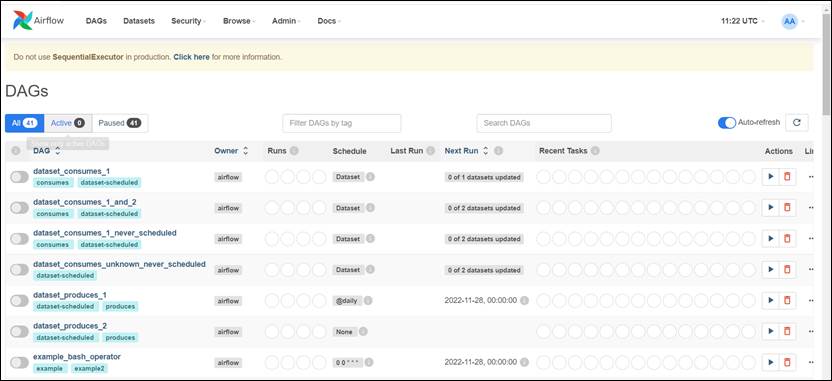 Airflow DAGs Datasets Security Browse Admin Docs 11:22 UTC AA
Do not use SequentialExecutor in production. Click here for more information.
DAGs
All 41 Active 0 Paused 41 Filter DAGs by tag Search DAGs Auto-refresh
Show only active DAGs
DAG Owner Runs Schedule Last Run Next Run Recent Tasks Actions Lin
dataset_consumes_1
consumes dataset-scheduled airflow Dataset 0 of 1 datasets updated
dataset_consumes_1_and_2
consumes dataset-scheduled airflow Dataset 0 of 2 datasets updated
dataset_consumes_1_never_scheduled
consumes dataset-scheduled airflow Dataset 0 of 2 datasets updated
dataset_consumes_unknown_never_scheduled
dataset-scheduled airflow Dataset 0 of 2 datasets updated
dataset_produces_1
dataset-scheduled produces airflow @daily 2022-11-28, 00:00:00
dataset_produces_2
dataset-scheduled produces airflow None
example_bash_operator
example example2 airflow 0 0 * * * 2022-11-28, 00:00:00